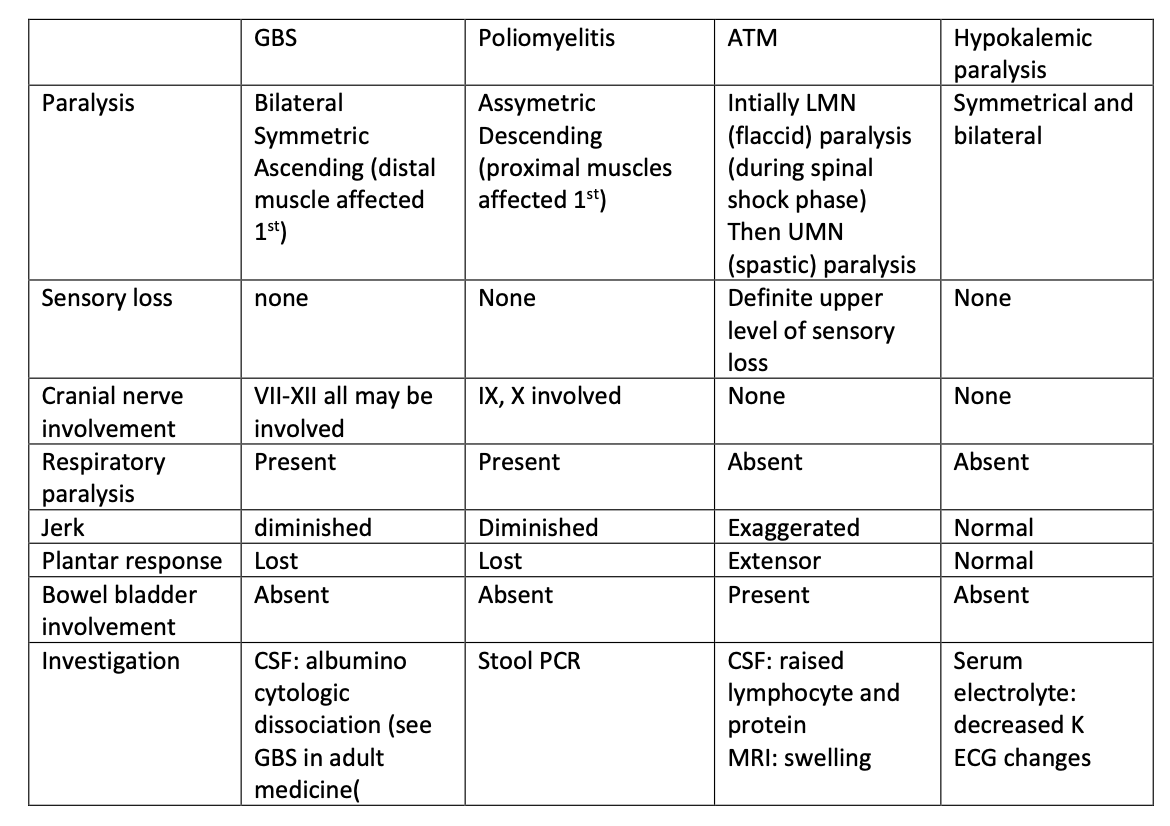 GBS
Poliomyelitis
ATM
Hypokalemic
paralysis
Paralysis
Bilateral
Symmetric
Ascending (distal
muscle affected
1st)
Assymetric
Descending
(proximal muscles
affected 1st)
Intially LMN
(flaccid) paralysis
(during spinal
shock phase)
Then UMN
(spastic) paralysis
Symmetrical and
bilateral
Sensory loss
none
None
Definite upper
level of sensory
loss
None
Cranial nerve
involvement
VII-XII all may be
involved
IX, X involved
None
None
Respiratory
paralysis
Present
Present
Absent
Absent
Jerk
diminished
Diminished
Exaggerated
Normal
Plantar response
Lost
Lost
Extensor
Normal
Bowel bladder
involvement
Absent
Absent
Present
Absent
Investigation
CSF: albumino
cytologic
dissociation (see
GBS in adult
medicine(
Stool PCR
CSF: raised
lymphocyte and
protein
MRI: swelling
Serum
electrolyte:
decreased K
ECG changes